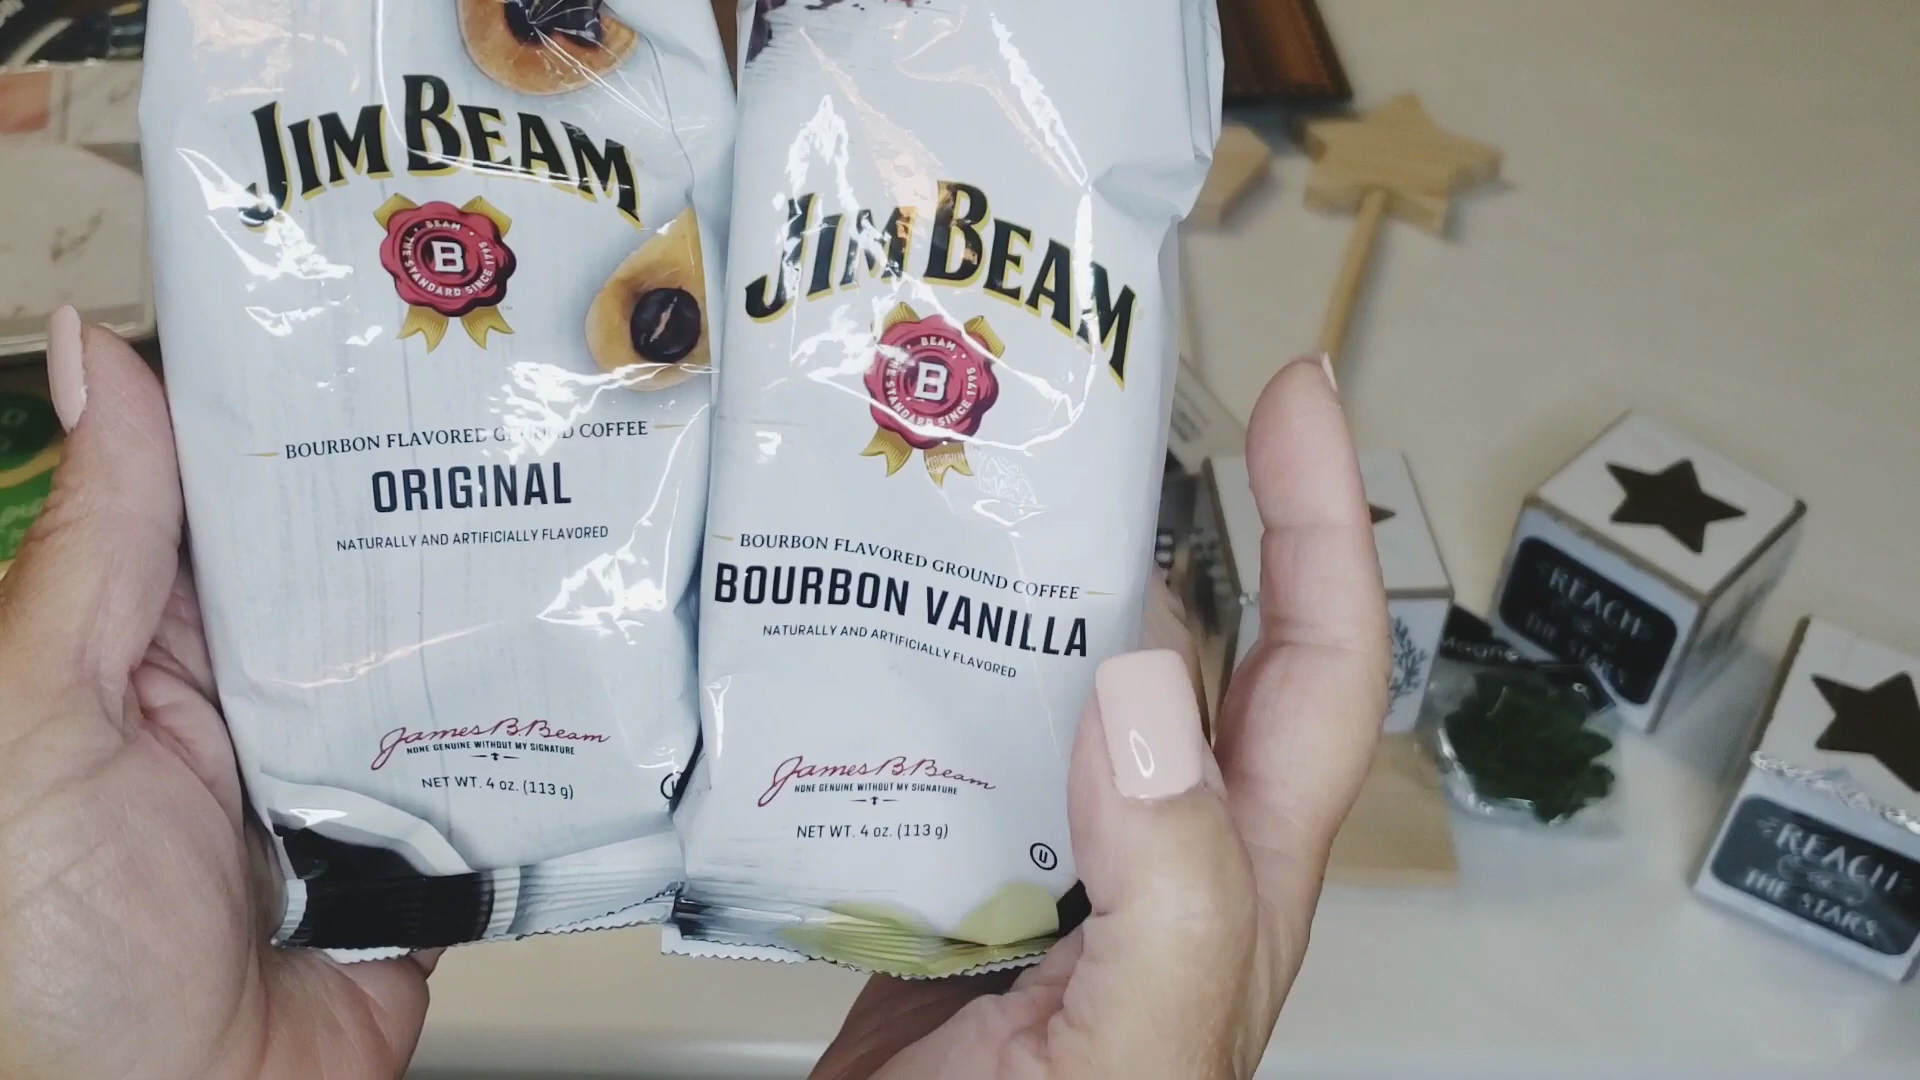 JIM BEAM
BEAM
B
THE STANDARD SINCE 1795
BOURBON FLAVORED GROUND COFFEE
ORIGINAL
NATURALLY AND ARTIFICIALLY FLAVORED
James B. Beam
NONE GENUINE WITHOUT MY SIGNATURE
NET WT. 4 oz. (113 g)
JIM BEAM
BEAM
B
THE STANDARD SINCE 1795
BOURBON FLAVORED GROUND COFFEE
BOURBON VANILLA
NATURALLY AND ARTIFICIALLY FLAVORED
James B. Beam
NONE GENUINE WITHOUT MY SIGNATURE
NET WT. 4 oz. (113 g)
U
REACH
THE STARS
REACH
THE STARS